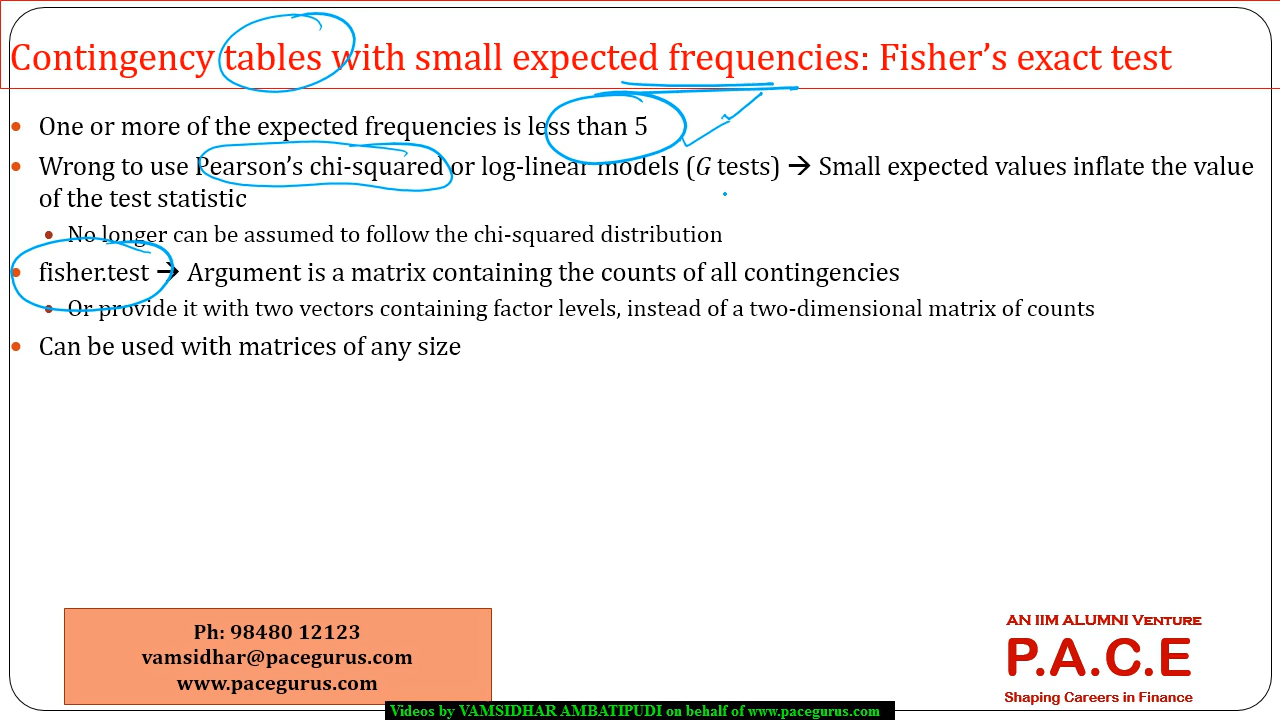 Contingency tables with small expected frequencies: Fisher’s exact test
• One or more of the expected frequencies is less than 5
• Wrong to use Pearson’s chi-squared or log-linear models (G tests) → Small expected values inflate the value
of the test statistic
• No longer can be assumed to follow the chi-squared distribution
• fisher.test → Argument is a matrix containing the counts of all contingencies
• Or provide it with two vectors containing factor levels, instead of a two-dimensional matrix of counts
• Can be used with matrices of any size
Ph: 98480 12123
vamsidhar@pacegurus.com
www.pacegurus.com
AN IIM ALUMNI VENTURE
P.A.C.E
Shaping Careers in Finance
Videos by VAMSIDHAR AMBATIPUDI on behalf of www.pacegurus.com